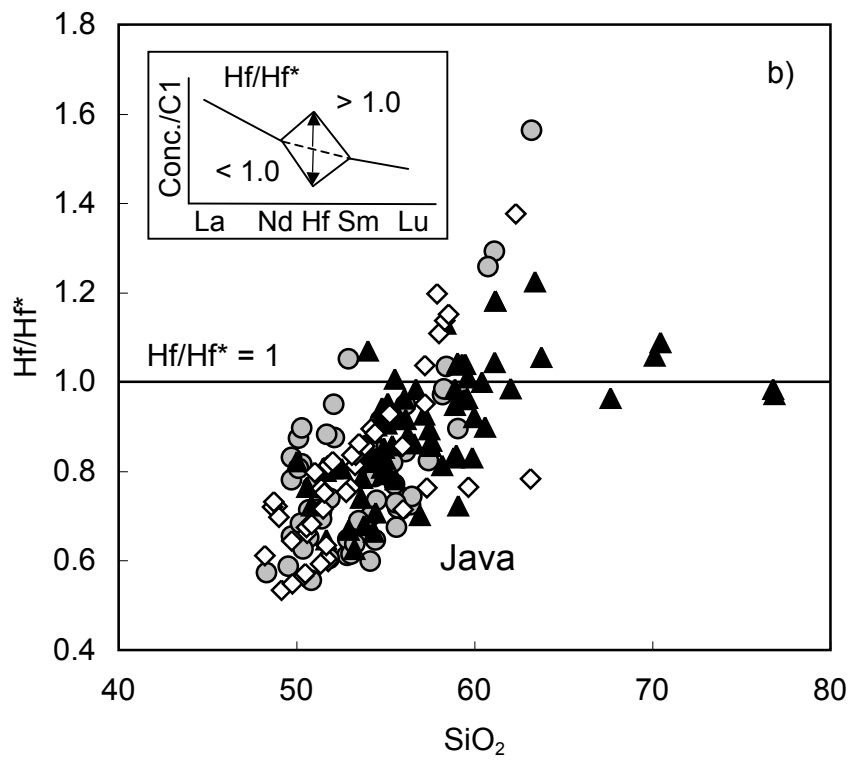 1.8
b)
Hf/Hf*
> 1.0
1.6
Conc./C1
< 1.0
1.4
La Nd Hf Sm Lu
1.2
Hf/Hf*
Hf/Hf* = 1
1.0
0.8
0.6
Java
0.4
40 50 60 70 80
SiO₂